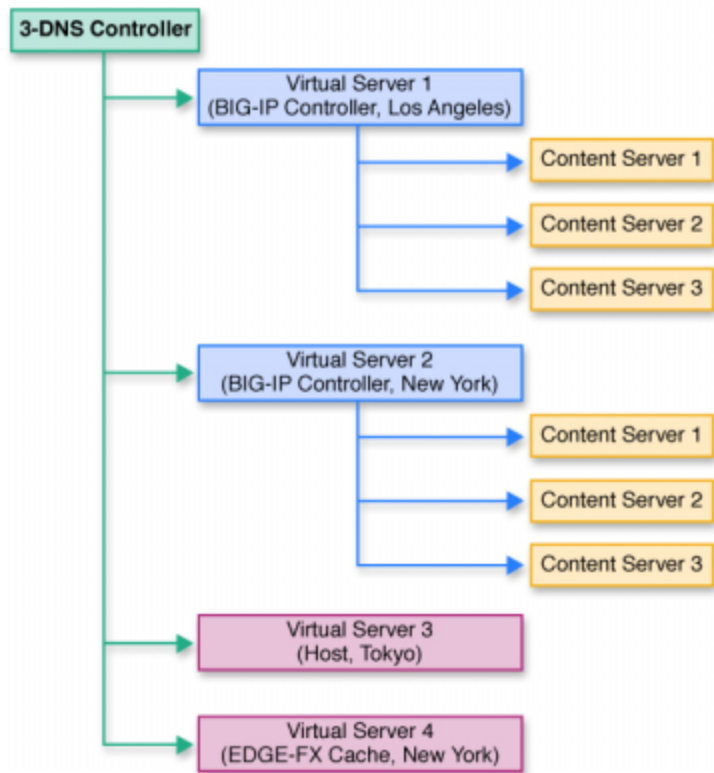 3-DNS Controller
Virtual Server 1
(BIG-IP Controller, Los Angeles)
Content Server 1
Content Server 2
Content Server 3
Virtual Server 2
(BIG-IP Controller, New York)
Content Server 1
Content Server 2
Content Server 3
Virtual Server 3
(Host, Tokyo)
Virtual Server 4
(EDGE-FX Cache, New York)